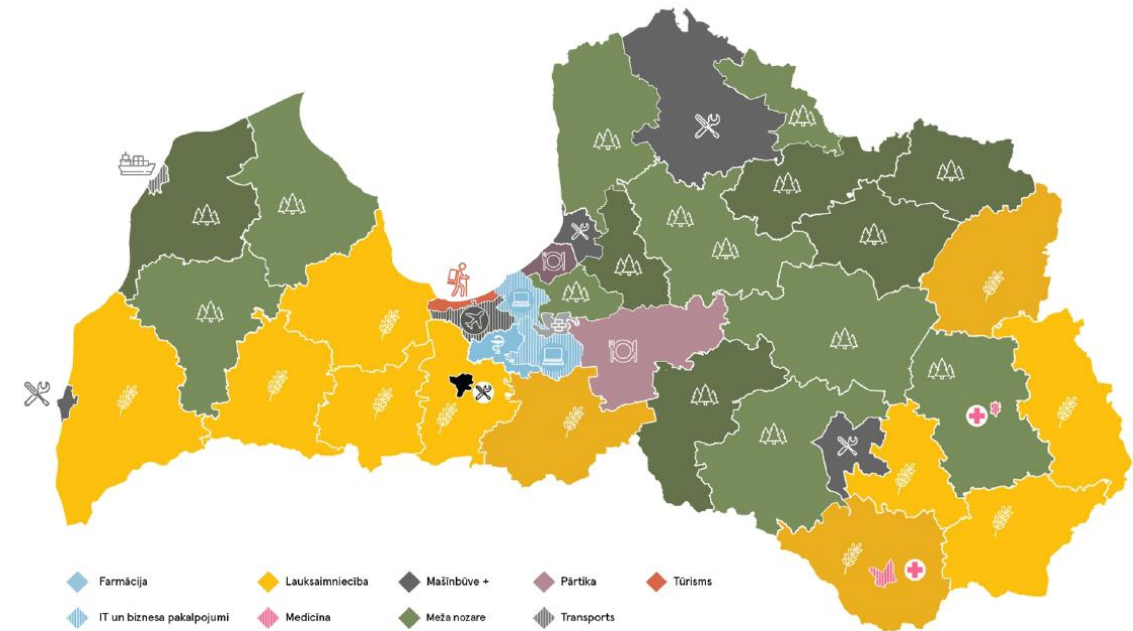 Farmācija
Lauksaimniecība
Mašīnbūve +
Pārtika
Tūrisms
IT un biznesa pakalpojumi
Medicīna
Meža nozare
Transports